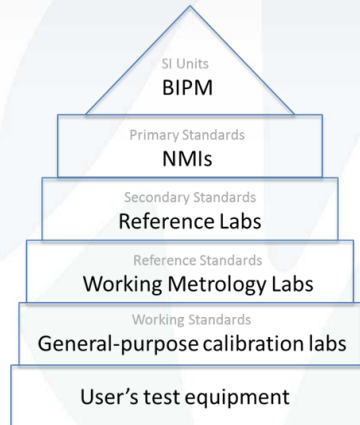 SI Units
BIPM
Primary Standards
NMIs
Secondary Standards
Reference Labs
Reference Standards
Working Metrology Labs
Working Standards
General-purpose calibration labs
User's test equipment